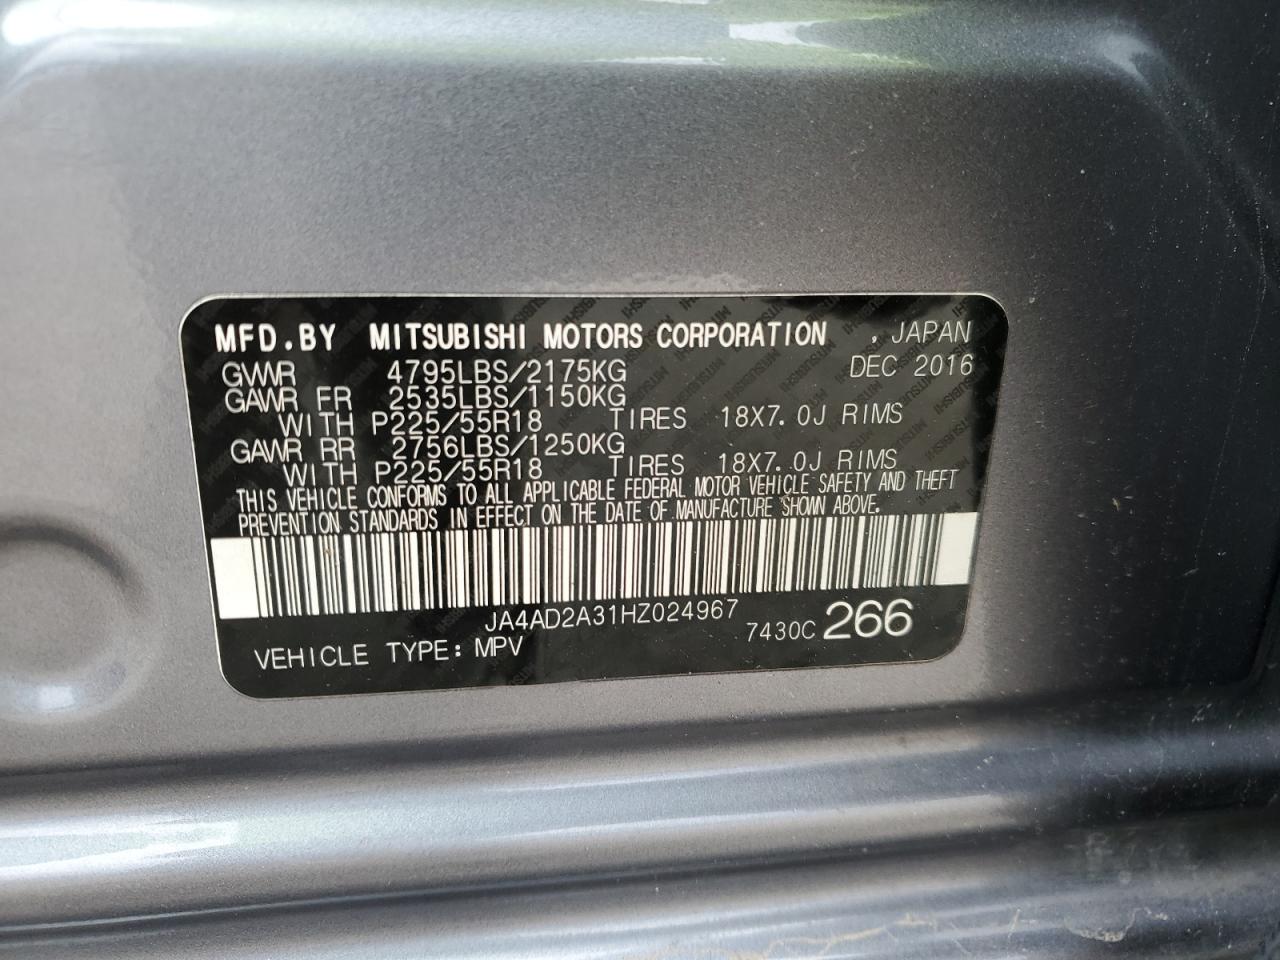 MFD.BY MITSUBISHI MOTORS CORPORATION , JAPAN
GVWR 4795LBS/2175KG DEC 2016
GAWR FR 2535LBS/1150KG
WITH P225/55R18 TIRES 18X7.0J RIMS
GAWR RR 2756LBS/1250KG
WITH P225/55R18 TIRES 18X7.0J RIMS
THIS VEHICLE CONFORMS TO ALL APPLICABLE FEDERAL MOTOR VEHICLE SAFETY AND THEFT
PREVENTION STANDARDS IN EFFECT ON THE DATE OF MANUFACTURE SHOWN ABOVE.
JA4AD2A31HZ024967
7430C 266
VEHICLE TYPE: MPV